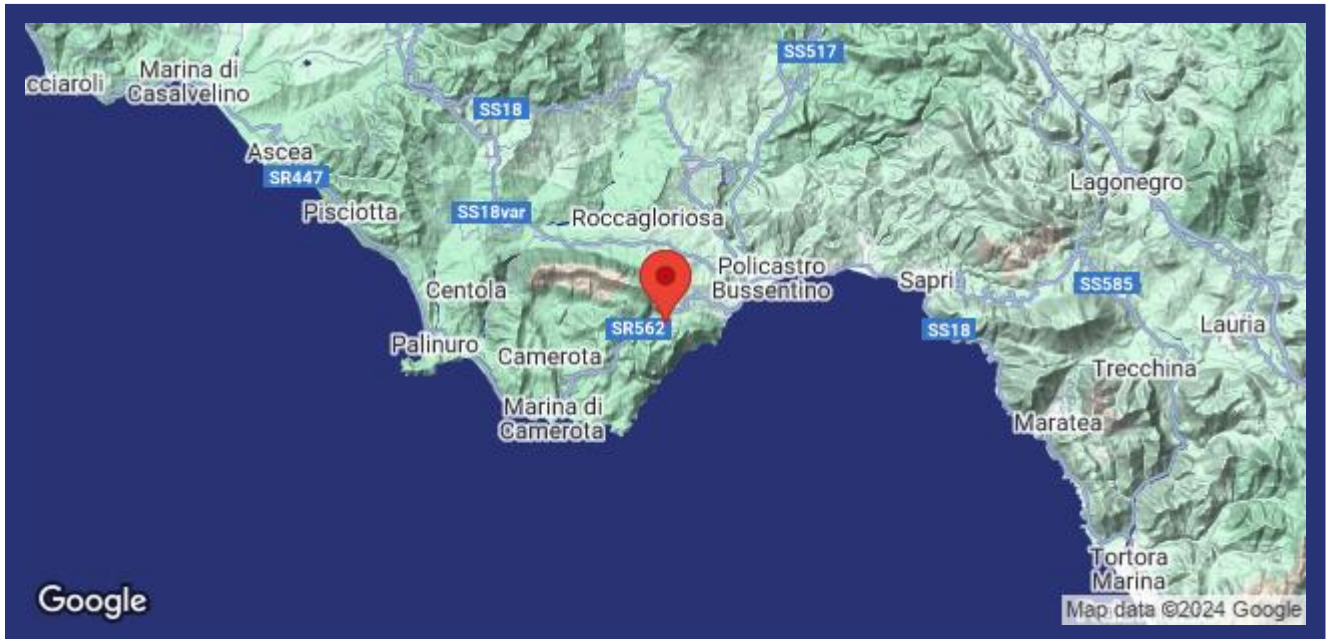 cciaroli
Marina di
Casalvelino
SS517
SS18
Ascea
SR447
Lagonegro
Pisciotta
SS18var
Roccagloriosa
Policastro
Bussentino
Sapri
SS585
Centola
SR562
SS18
Lauria
Palinuro
Camerota
Trecchina
Marina di
Camerota
Maratea
Tortora
Marina
Google
Map data ©2024 Google